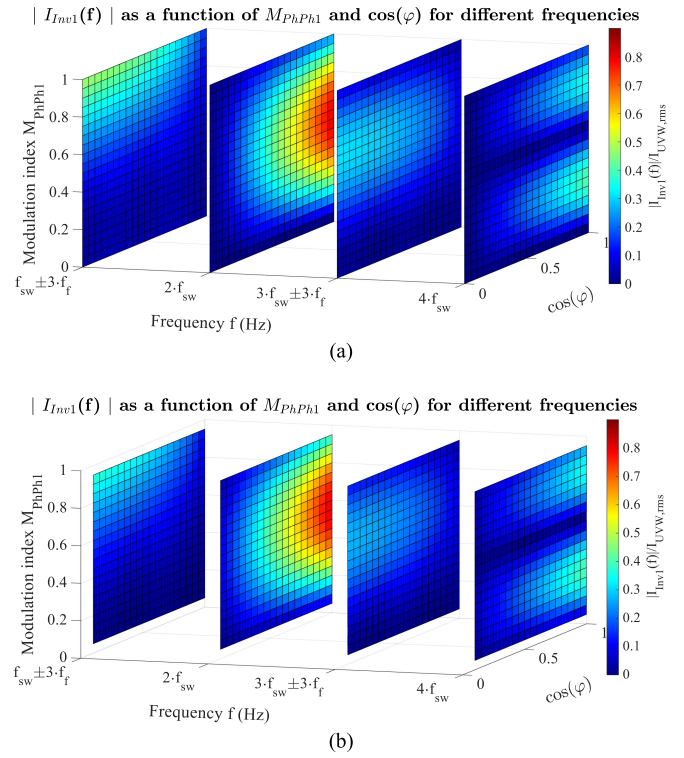 | I_Inv1(f) | as a function of M_PhPh1 and cos(φ) for different frequencies
Modulation index M_PhPh1
1
0.8
0.6
0.4
0.2
0
f_sw±3·f_f
2·f_sw
3·f_sw±3·f_f
4·f_sw
Frequency f (Hz)
0
0.5
1
cos(φ)
0.8
0.7
0.6
0.5
0.4
0.3
0.2
0.1
0
|I_Inv1(f)|/I_UVW,rms
(a)
| I_Inv1(f) | as a function of M_PhPh1 and cos(φ) for different frequencies
Modulation index M_PhPh1
1
0.8
0.6
0.4
0.2
0
f_sw±3·f_f
2·f_sw
3·f_sw±3·f_f
4·f_sw
Frequency f (Hz)
0
0.5
1
cos(φ)
0.8
0.7
0.6
0.5
0.4
0.3
0.2
0.1
0
|I_Inv1(f)|/I_UVW,rms
(b)